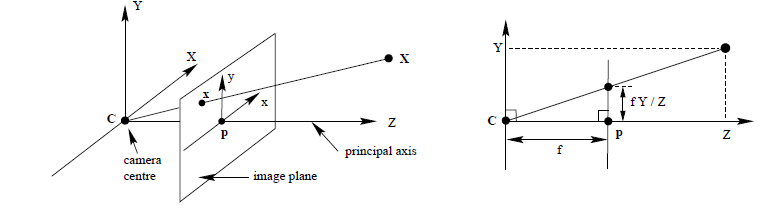 Y
X
X
y
x
x
C
Z
p
camera
centre
principal axis
image plane
Y
f Y / Z
C
p
Z
f